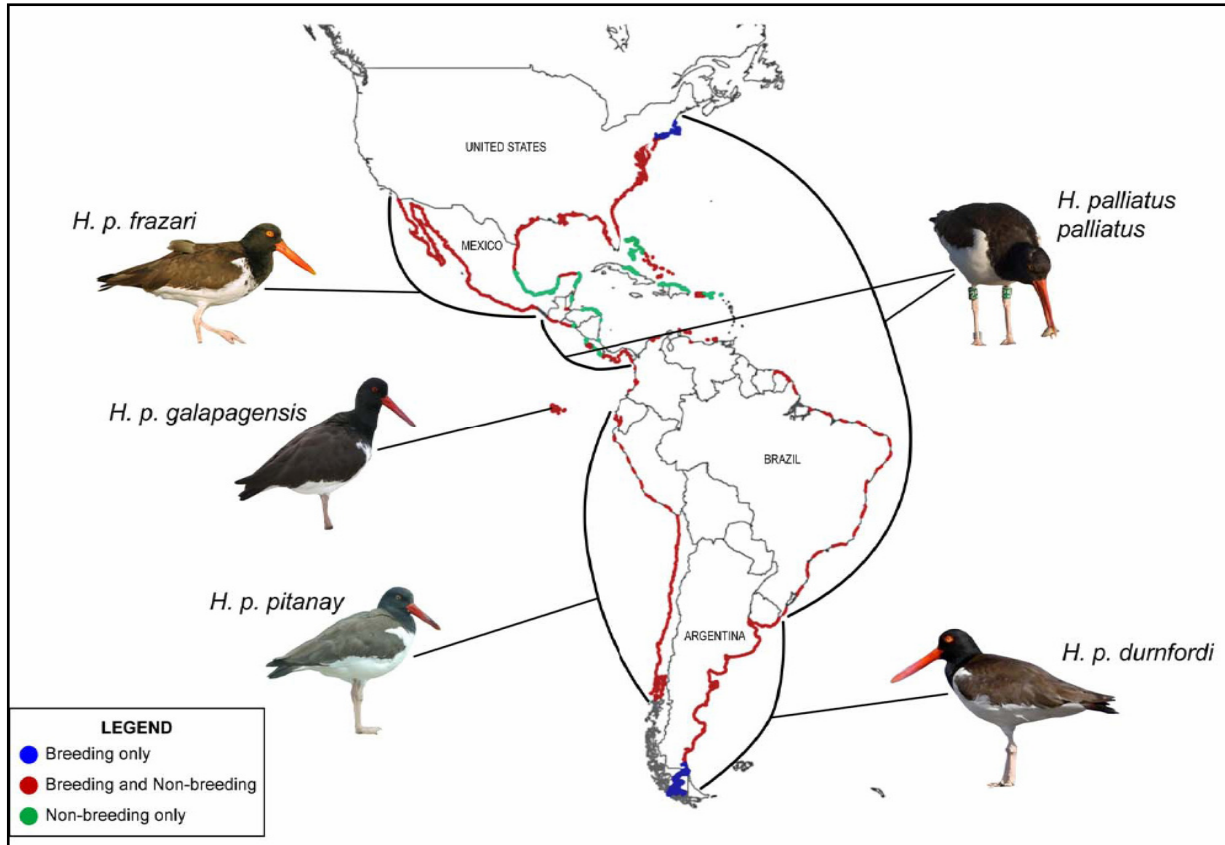 UNITED STATES
H. p. frazari
H. palliatus
palliatus
MEXICO
H. p. galapagensis
BRAZIL
H. p. pitanay
ARGENTINA
H. p. durnfordi
LEGEND
Breeding only
Breeding and Non-breeding
Non-breeding only